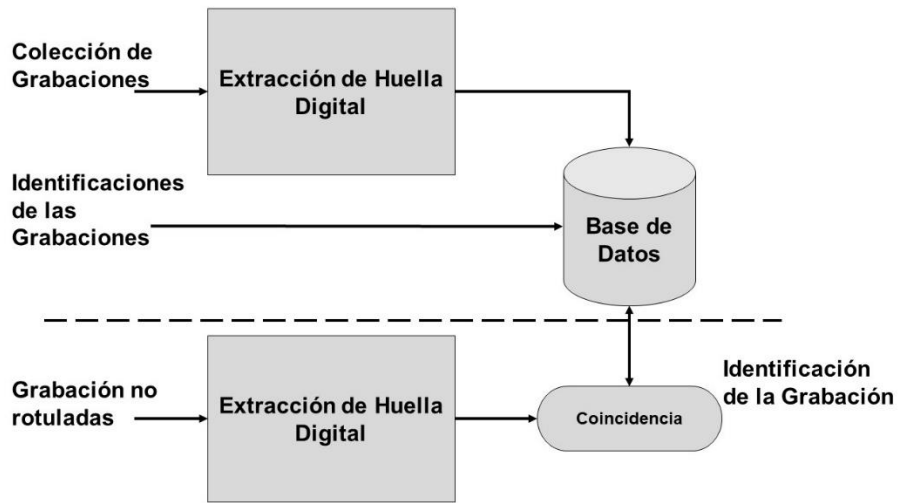 Colección de
Grabaciones
Extracción de Huella
Digital
Identificaciones
de las
Grabaciones
Base de
Datos
Grabación no
rotuladas
Extracción de Huella
Digital
Coincidencia
Identificación
de la Grabación